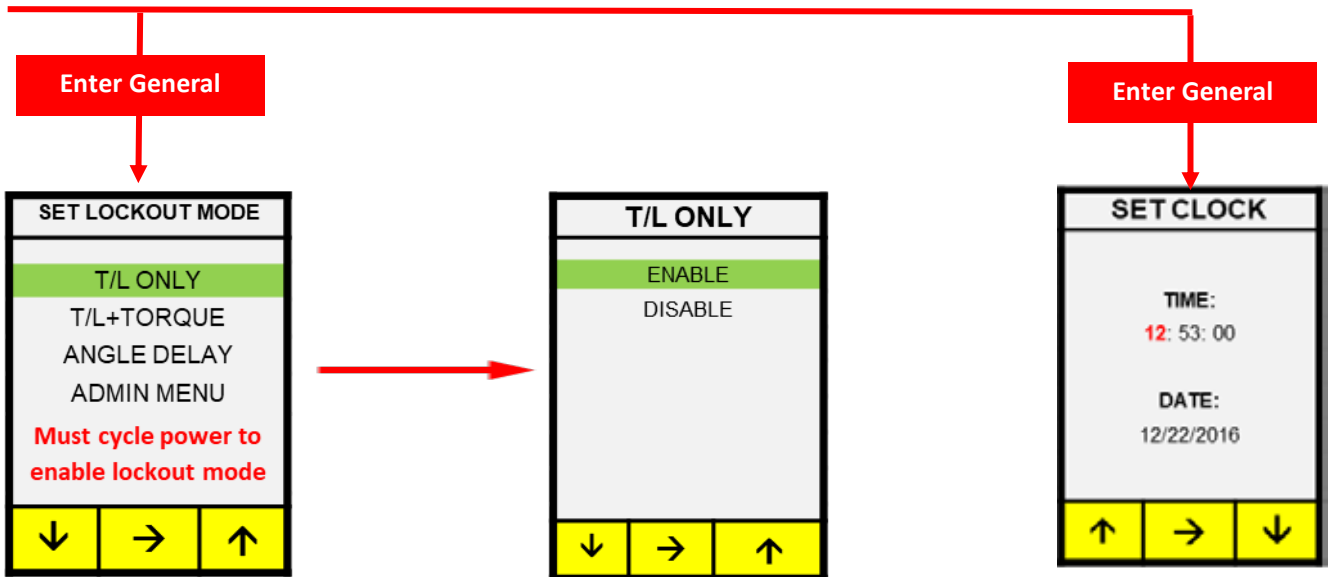 Enter General
Enter General
SET LOCKOUT MODE
T/L ONLY
T/L+TORQUE
ANGLE DELAY
ADMIN MENU
Must cycle power to
enable lockout mode
↓ → ↑
T/L ONLY
ENABLE
DISABLE
↓ → ↑
SET CLOCK
TIME:
12: 53: 00
DATE:
12/22/2016
↑ → ↓